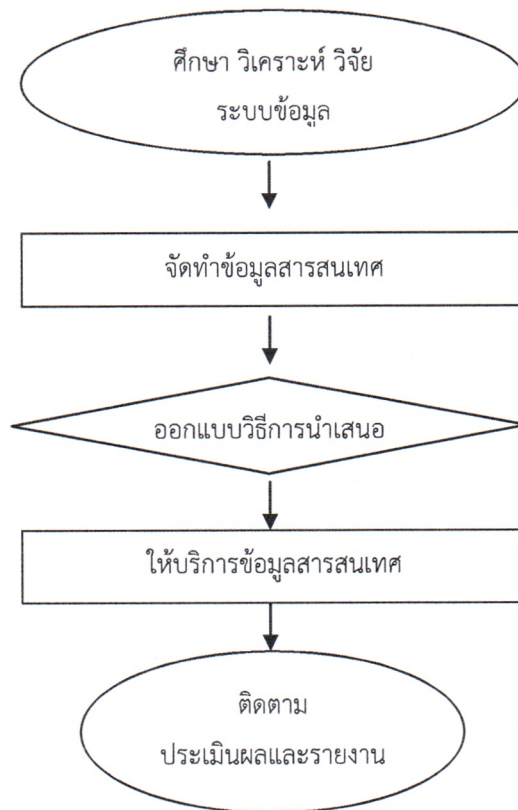 ศึกษา วิเคราะห์ วิจัย
ระบบข้อมูล
จัดทำข้อมูลสารสนเทศ
ออกแบบวิธีการนำเสนอ
ให้บริการข้อมูลสารสนเทศ
ติดตาม
ประเมินผลและรายงาน